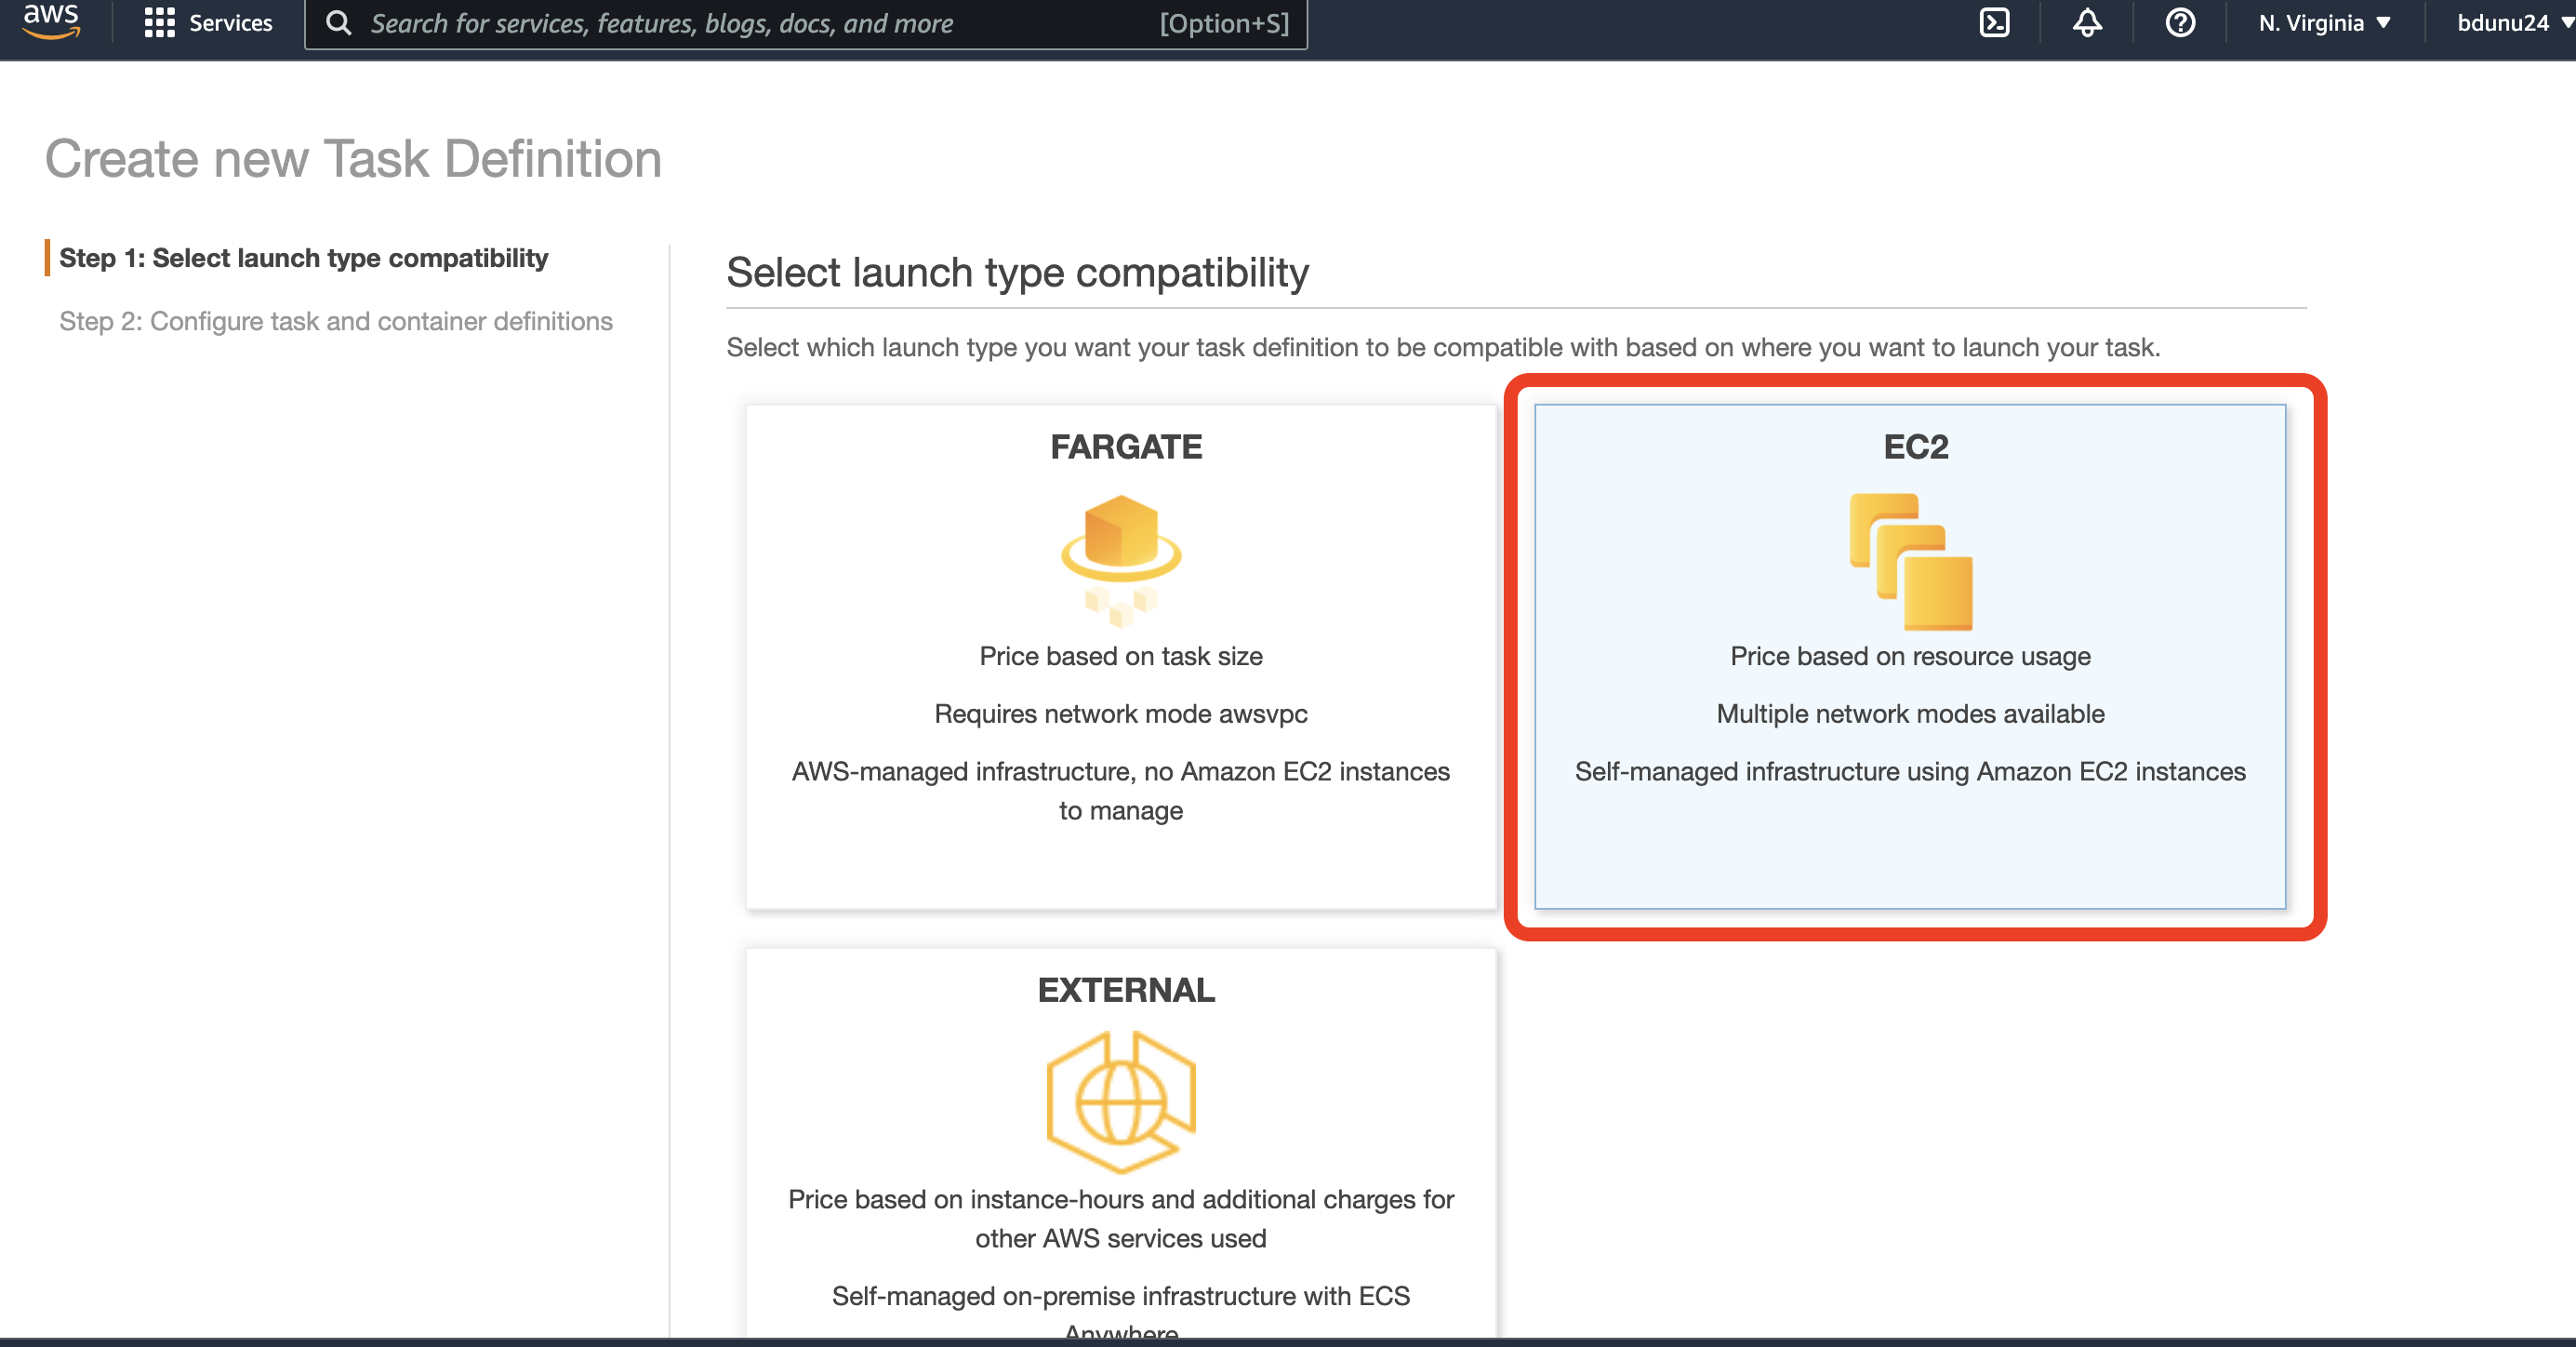 aws
Services
Search for services, features, blogs, docs, and more
[Option+S]
N. Virginia
bdunu24
Create new Task Definition
Step 1: Select launch type compatibility
Step 2: Configure task and container definitions
Select launch type compatibility
Select which launch type you want your task definition to be compatible with based on where you want to launch your task.
FARGATE
Price based on task size
Requires network mode awsvpc
AWS-managed infrastructure, no Amazon EC2 instances
to manage
EC2
Price based on resource usage
Multiple network modes available
Self-managed infrastructure using Amazon EC2 instances
EXTERNAL
Price based on instance-hours and additional charges for
other AWS services used
Self-managed on-premise infrastructure with ECS
Anywhere